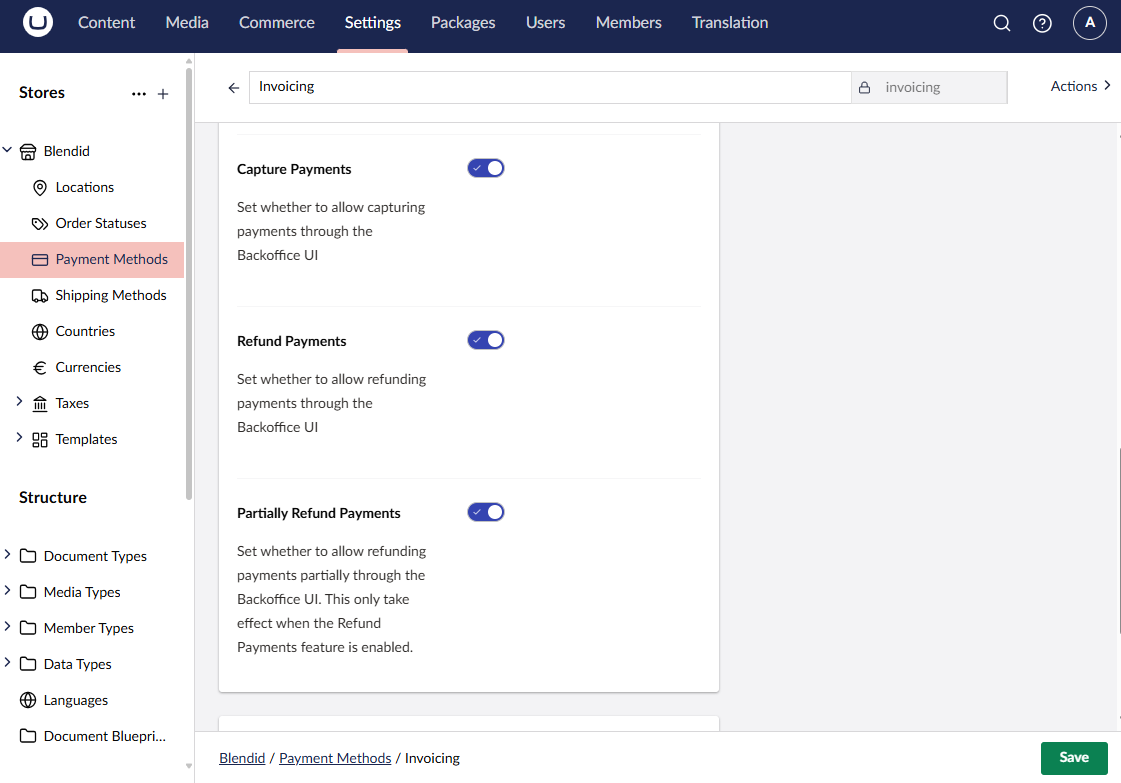 Content Media Commerce Settings Packages Users Members Translation A
Stores
Invoicing
invoicing
Actions
Blendid
Locations
Order Statuses
Payment Methods
Shipping Methods
Countries
Currencies
Taxes
Templates
Structure
Document Types
Media Types
Member Types
Data Types
Languages
Document Bluepri...
Capture Payments
Set whether to allow capturing
payments through the
Backoffice UI
Refund Payments
Set whether to allow refunding
payments through the
Backoffice UI
Partially Refund Payments
Set whether to allow refunding
payments partially through the
Backoffice UI. This only take
effect when the Refund
Payments feature is enabled.
Blendid / Payment Methods / Invoicing
Save